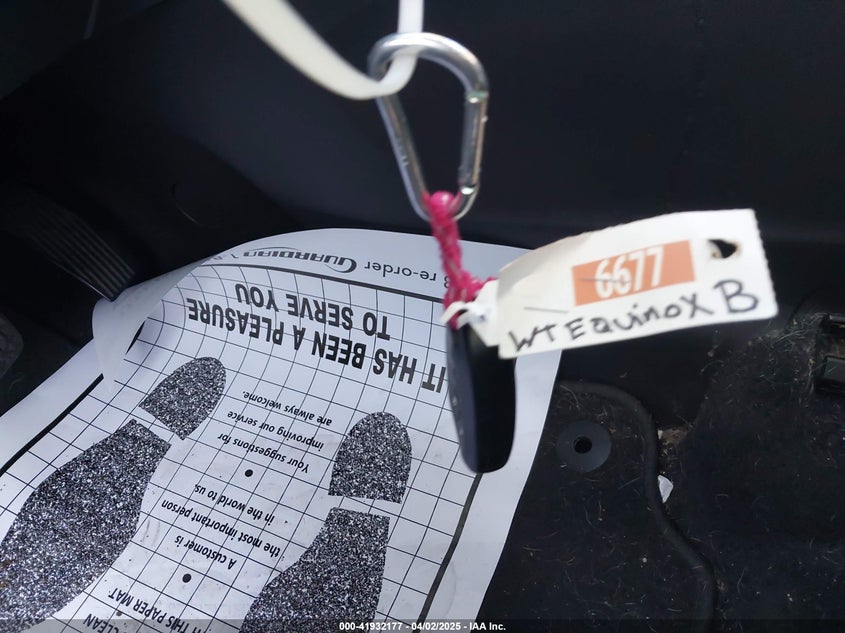 6677
WT EquinoX B
re-order GUARDIAN
IT HAS BEEN A PLEASURE
TO SERVE YOU
Your suggestions for
improving our service
are always welcome.
A customer is
the most important person
in the world to us.
THIS PAPER MAT
CLEAN
000-41932177 - 04/02/2025 - IAA Inc.